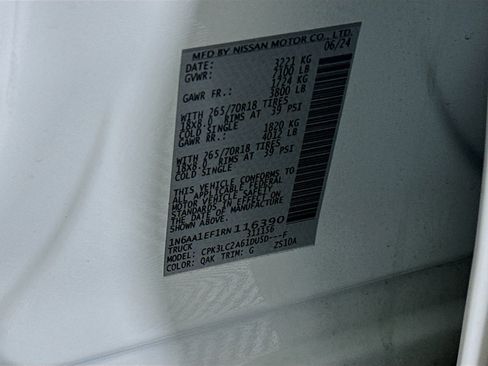 MFD BY NISSAN MOTOR CO., LTD.
DATE: 06/24
GVWR: 3221 KG
7100 LB
GAWR FR.: 1724 KG
3800 LB
WITH 265/70R18 TIRES
18X8.0 RIMS AT 39 PSI
COLD SINGLE
GAWR RR.: 1820 KG
4012 LB
WITH 265/70R18 TIRES
18X8.0 RIMS AT 39 PSI
COLD SINGLE
THIS VEHICLE CONFORMS TO
ALL APPLICABLE FEDERAL
MOTOR VEHICLE SAFETY
STANDARDS IN EFFECT ON
THE DATE OF MANUFACTURE
SHOWN ABOVE.
1N6AA1EF1RN116390
TRUCK 311156
MODEL: CPK3LC2A61DUSD---F
COLOR: QAK TRIM: G ZS10A